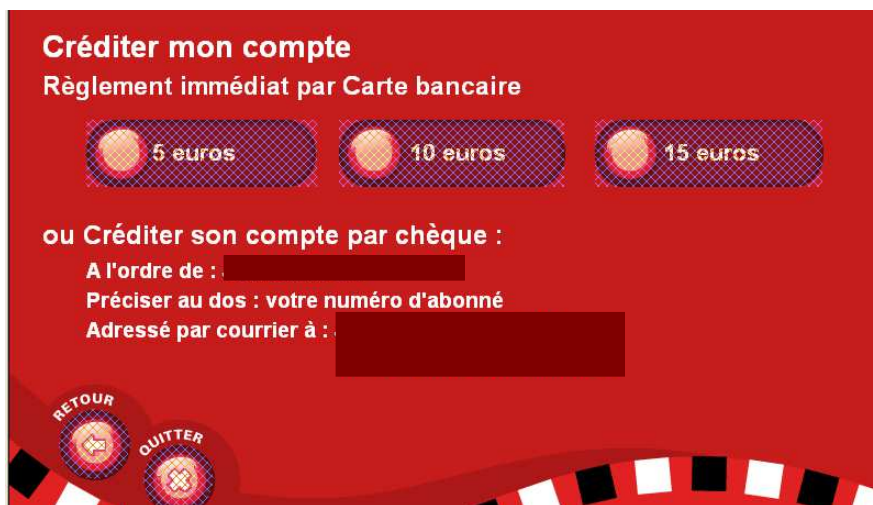 Créditer mon compte
Règlement immédiat par Carte bancaire
5 euros
10 euros
15 euros
ou Créditer son compte par chèque :
A l'ordre de :
Préciser au dos : votre numéro d'abonné
Adressé par courrier à :
RETOUR
QUITTER